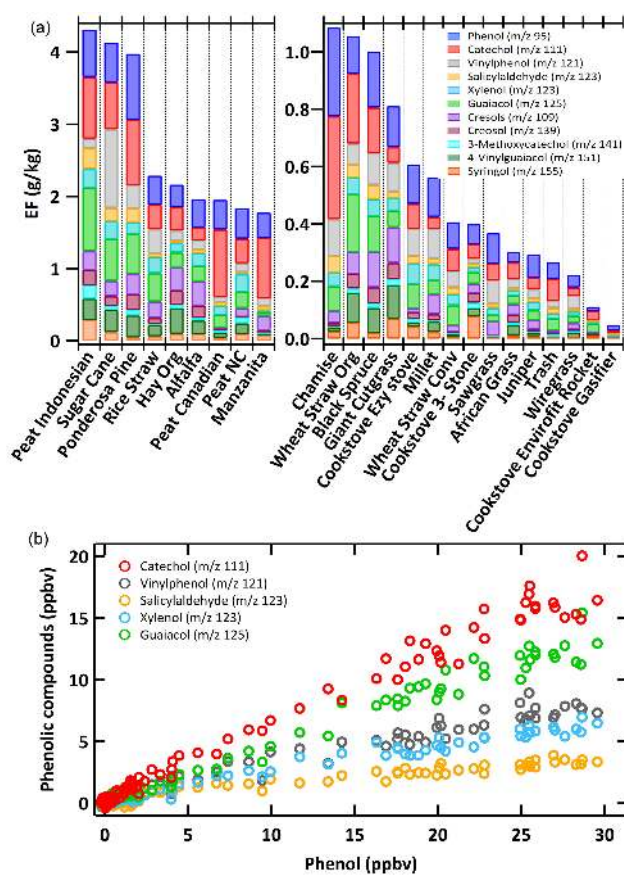 (a)
4
3
2
1
0
EF (g/kg)
Peat Indonesian
Sugar Cane
Ponderosa Pine
Rice Straw
Hay Org
Alfalfa
Peat Canadian
Peat NC
Manzanita
1.0
0.8
0.6
0.4
0.2
0.0
Phenol (m/z 95)
Catechol (m/z 111)
Vinylphenol (m/z 121)
Salicylaldehyde (m/z 123)
Xylenol (m/z 123)
Guaiacol (m/z 125)
Cresols (m/z 109)
Creosol (m/z 139)
3-Methoxycatechol (m/z 141)
4-Vinylguaiacol (m/z 151)
Syringol (m/z 155)
Chamise
Wheat Straw Org
Black Spruce
Giant Cutgrass
Cookstove Ezy stove
Millet
Wheat Straw Conv
Cookstove 3- Stone
Sawgrass
African Grass
Juniper
Trash
Wiregrass
Cookstove Envirofit Rocket
Cookstove Gasifier
(b)
20
15
10
5
0
Phenolic compounds (ppbv)
Catechol (m/z 111)
Vinylphenol (m/z 121)
Salicylaldehyde (m/z 123)
Xylenol (m/z 123)
Guaiacol (m/z 125)
0 5 10 15 20 25 30
Phenol (ppbv)